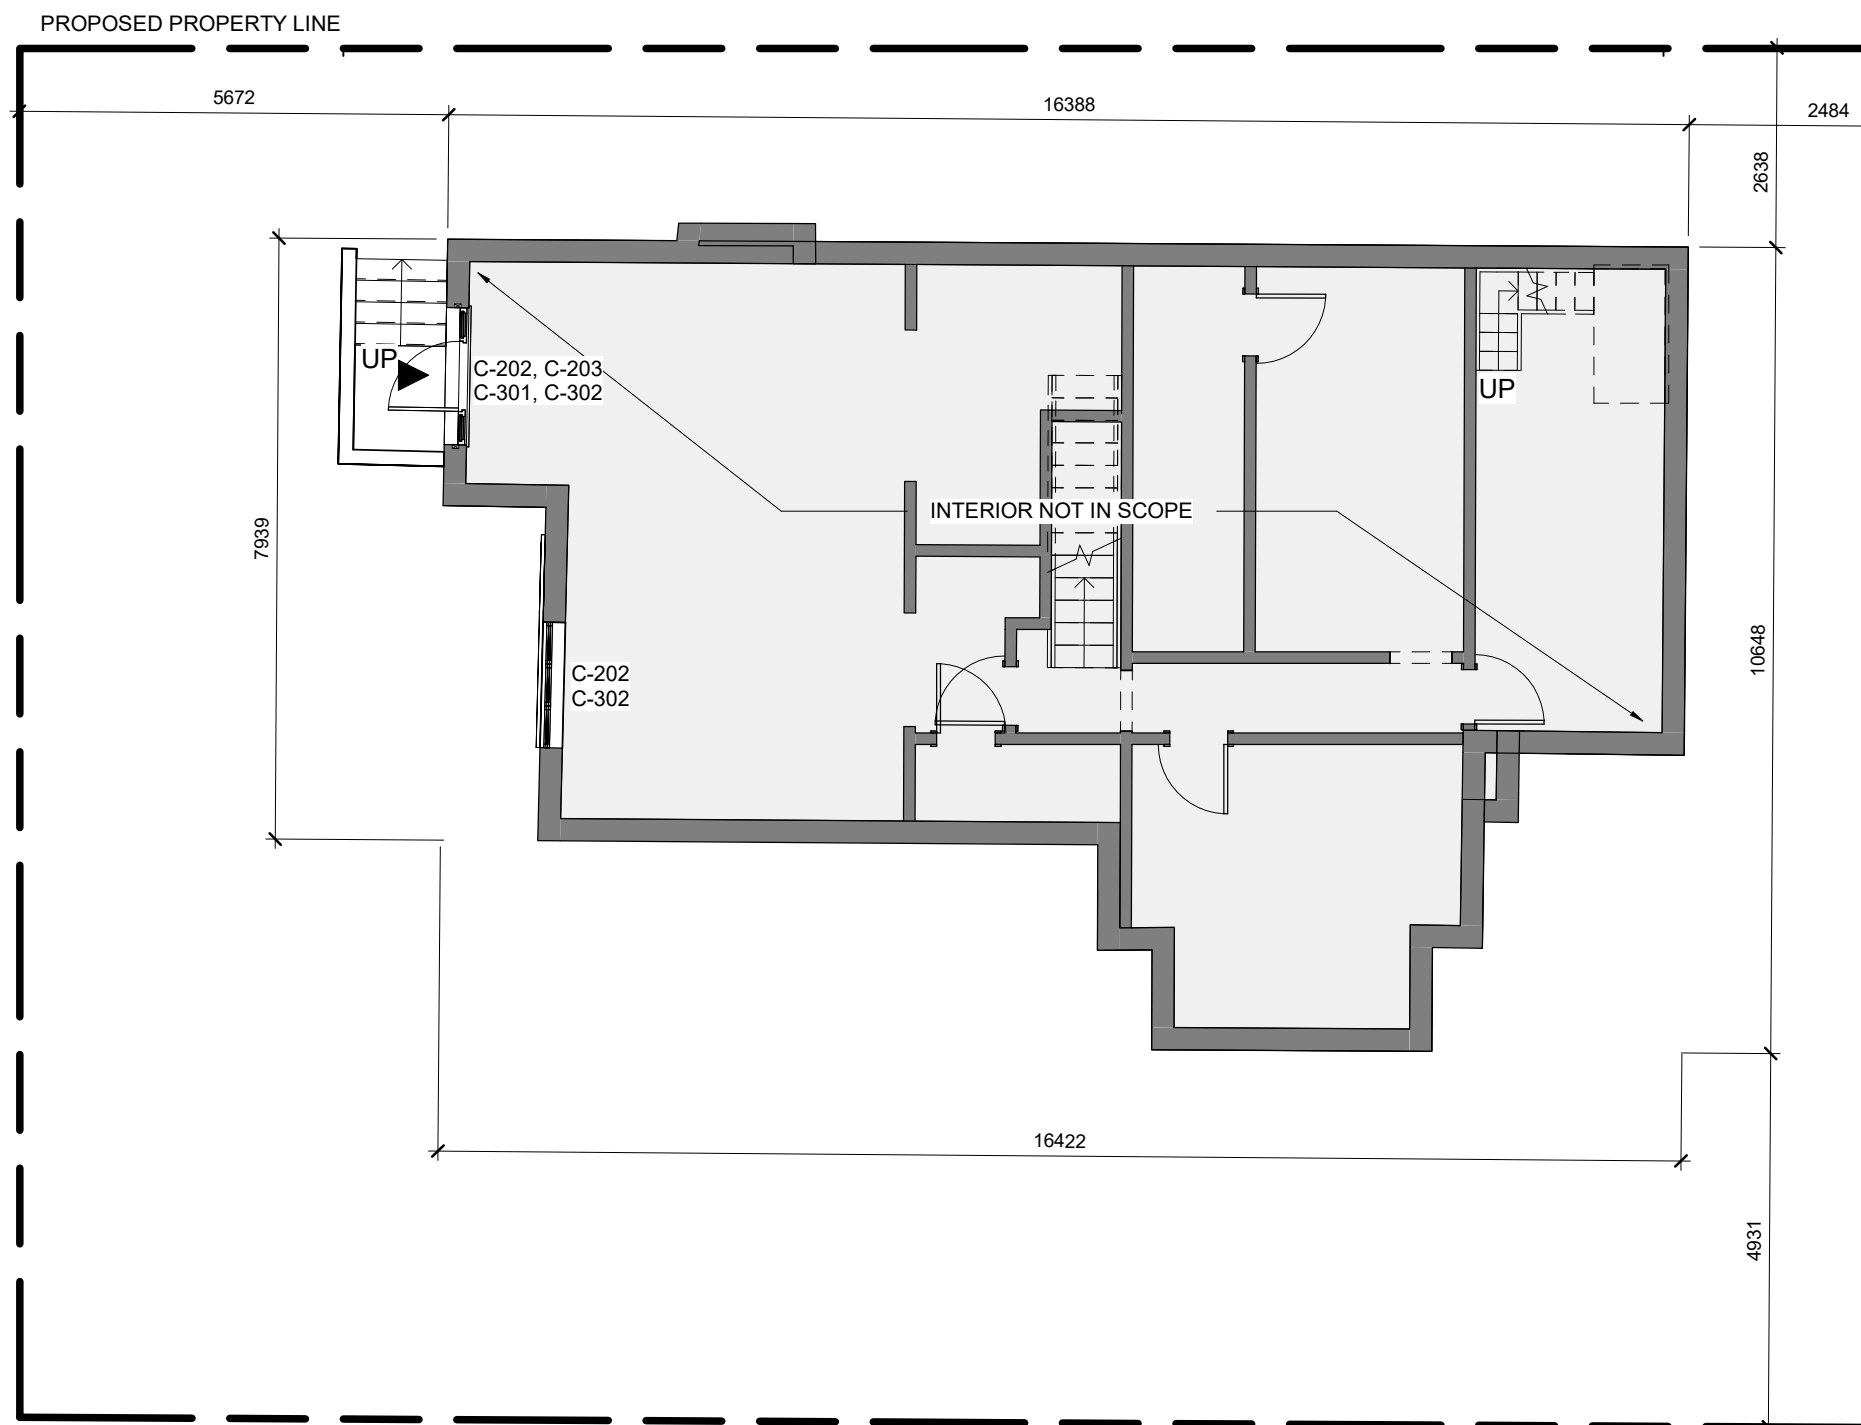 PROPOSED PROPERTY LINE
5672
16388
2484
2638
UP
C-202, C-203
C-301, C-302
UP
INTERIOR NOT IN SCOPE
7939
10648
C-202
C-302
16422
4931